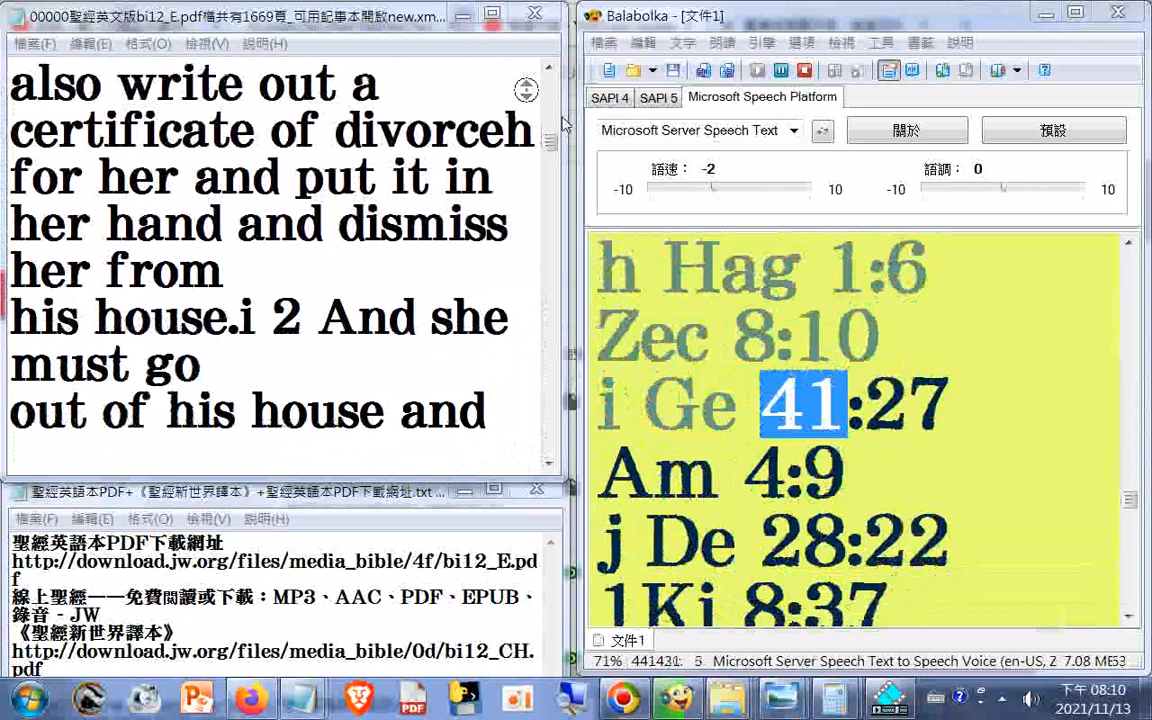 00000聖經英文版bi12_E.pdf檔共有1669頁_可用記事本開啟new.xm...
檔案(F) 編輯(E) 格式(O) 檢視(V) 說明(H)
also write out a
certificate of divorceh
for her and put it in
her hand and dismiss
her from
his house.i 2 And she
must go
out of his house and
聖經英語本PDF+《聖經新世界譯本》+聖經英語本PDF下載網址.txt ...
檔案(F) 編輯(E) 格式(O) 檢視(V) 說明(H)
聖經英語本PDF下載網址
http://download.jw.org/files/media_bible/4f/bi12_E.pd
f
線上聖經——免費閱讀或下載：MP3、AAC、PDF、EPUB、
錄音 - JW
《聖經新世界譯本》
http://download.jw.org/files/media_bible/0d/bi12_CH.
pdf
Balabolka - [文件1]
檔案 編輯 文字 朗讀 引擎 選項 檢視 工具 書籤 說明
SAPI 4 SAPI 5 Microsoft Speech Platform
Microsoft Server Speech Text 關於 預設
語速： -2 語調： 0
-10 10 -10 10
h Hag 1:6
Zec 8:10
i Ge 41:27
Am 4:9
j De 28:22
1Ki 8:37
文件1
71% 441431: 5 Microsoft Server Speech Text to Speech Voice (en-US, Z 7.08 ME53
下午 08:10
2021/11/13